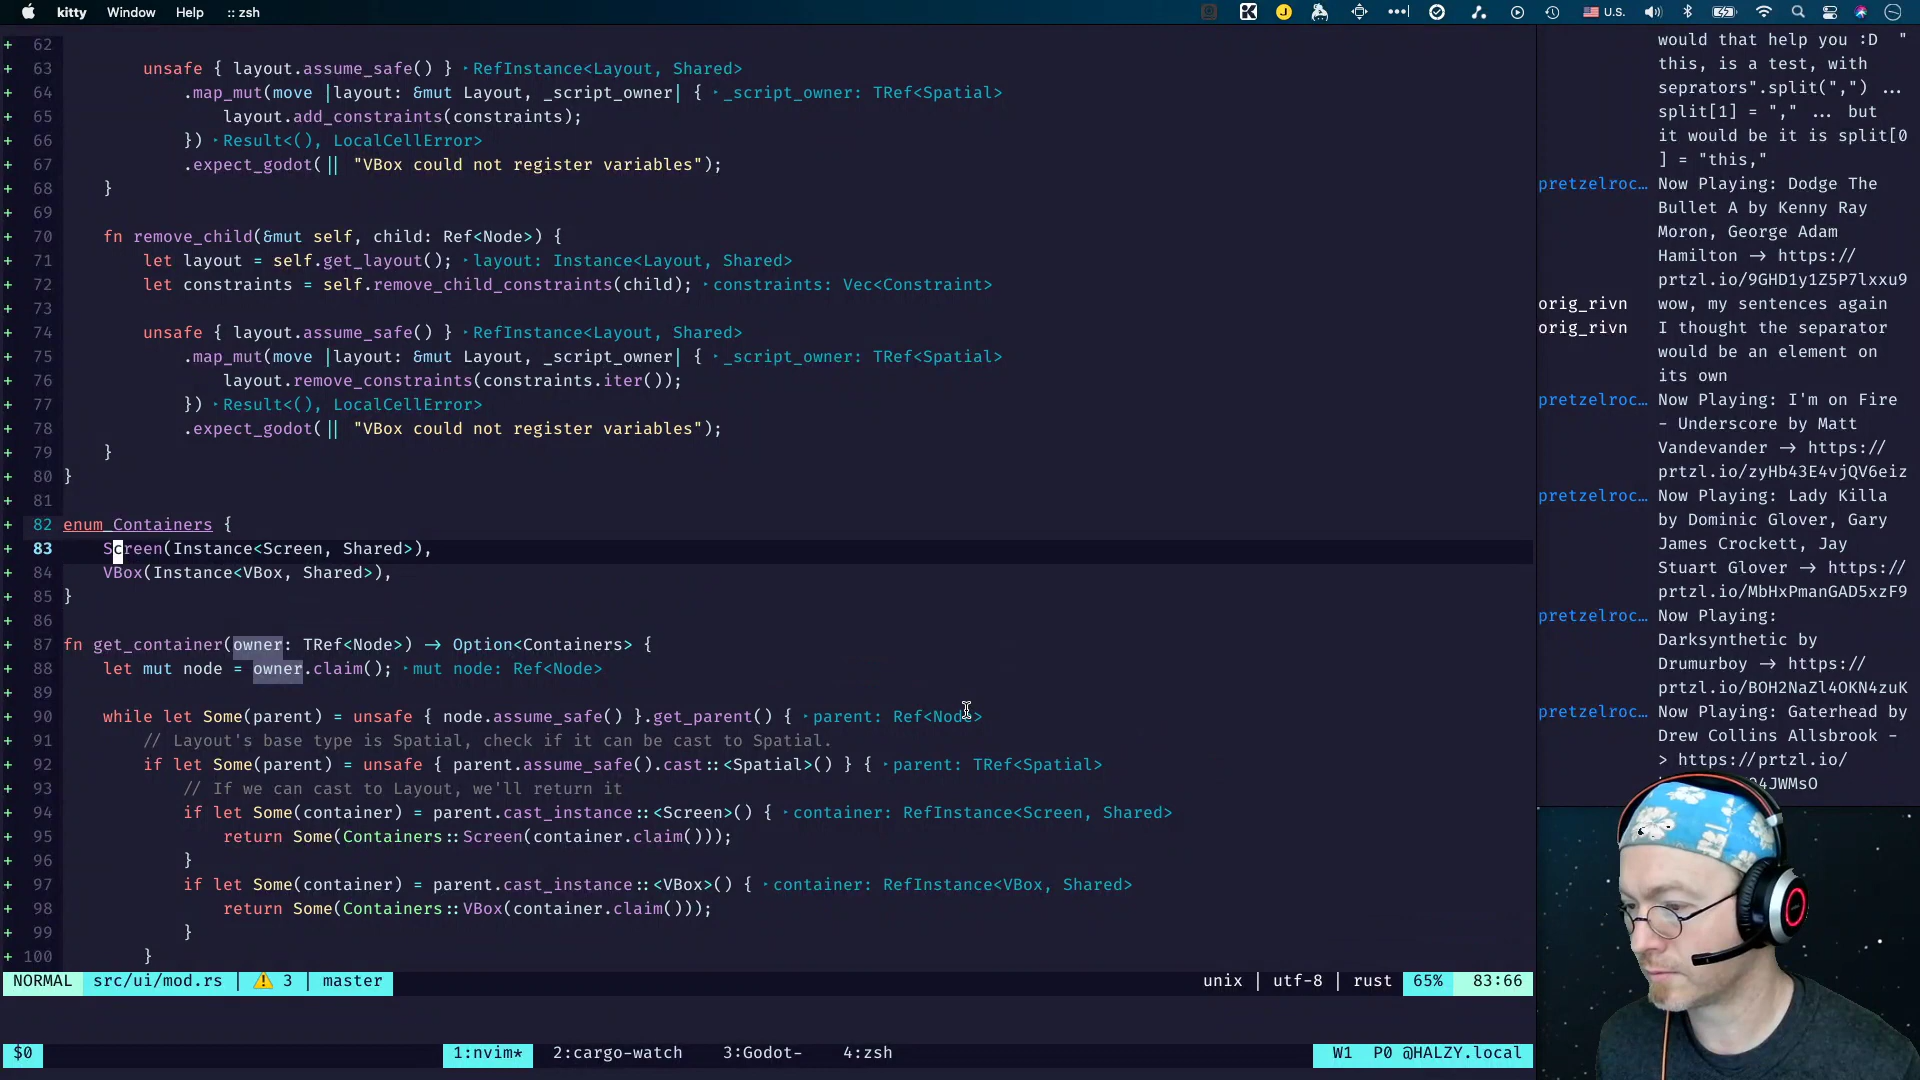 kitty Window Help :: zsh U.S.
+ 62
+ 63 unsafe { layout.assume_safe() } ‣RefInstance<Layout, Shared>
+ 64 .map_mut(move |layout: &mut Layout, _script_owner| { ‣_script_owner: TRef<Spatial>
+ 65 layout.add_constraints(constraints);
+ 66 }) ‣Result<(), LocalCellError>
+ 67 .expect_godot(|| "VBox could not register variables");
+ 68 }
+ 69
+ 70 fn remove_child(&mut self, child: Ref<Node>) {
+ 71 let layout = self.get_layout(); ‣layout: Instance<Layout, Shared>
+ 72 let constraints = self.remove_child_constraints(child); ‣constraints: Vec<Constraint>
+ 73
+ 74 unsafe { layout.assume_safe() } ‣RefInstance<Layout, Shared>
+ 75 .map_mut(move |layout: &mut Layout, _script_owner| { ‣_script_owner: TRef<Spatial>
+ 76 layout.remove_constraints(constraints.iter());
+ 77 }) ‣Result<(), LocalCellError>
+ 78 .expect_godot(|| "VBox could not register variables");
+ 79 }
+ 80 }
+ 81
+ 82 enum Containers {
+ 83 Screen(Instance<Screen, Shared>),
+ 84 VBox(Instance<VBox, Shared>),
+ 85 }
+ 86
+ 87 fn get_container(owner: TRef<Node>) → Option<Containers> {
+ 88 let mut node = owner.claim(); ‣mut node: Ref<Node>
+ 89
+ 90 while let Some(parent) = unsafe { node.assume_safe() }.get_parent() { ‣parent: Ref<Node>
+ 91 // Layout's base type is Spatial, check if it can be cast to Spatial.
+ 92 if let Some(parent) = unsafe { parent.assume_safe().cast::<Spatial>() } { ‣parent: TRef<Spatial>
+ 93 // If we can cast to Layout, we'll return it
+ 94 if let Some(container) = parent.cast_instance::<Screen>() { ‣container: RefInstance<Screen, Shared>
+ 95 return Some(Containers::Screen(container.claim()));
+ 96 }
+ 97 if let Some(container) = parent.cast_instance::<VBox>() { ‣container: RefInstance<VBox, Shared>
+ 98 return Some(Containers::VBox(container.claim()));
+ 99 }
+ 100 }
NORMAL src/ui/mod.rs | ⚠ 3 | master unix | utf-8 | rust 65% 83:66
$0 1:nvim* 2:cargo-watch 3:Godot- 4:zsh W1 P0 @HALZY.local
would that help you :D "
this, is a test, with
seprators".split(",") …
split[1] = "," … but
it would be it is split[0
] = "this,"
pretzelroc… Now Playing: Dodge The
Bullet A by Kenny Ray
Moron, George Adam
Hamilton → https://
prtzl.io/9GHD1y1Z5P7lxxu9
orig_rivn wow, my sentences again
orig_rivn I thought the separator
would be an element on
its own
pretzelroc… Now Playing: I'm on Fire
- Underscore by Matt
Vandevander → https://
prtzl.io/zyHb43E4vjQV6eiz
pretzelroc… Now Playing: Lady Killa
by Dominic Glover, Gary
James Crockett, Jay
Stuart Glover → https://
prtzl.io/MbHxPmanGAD5xzF9
pretzelroc… Now Playing:
Darksynthetic by
Drumurboy → https://
prtzl.io/BOH2NaZl4OKN4zuK
pretzelroc… Now Playing: Gaterhead by
Drew Collins Allsbrook -
> https://prtzl.io/